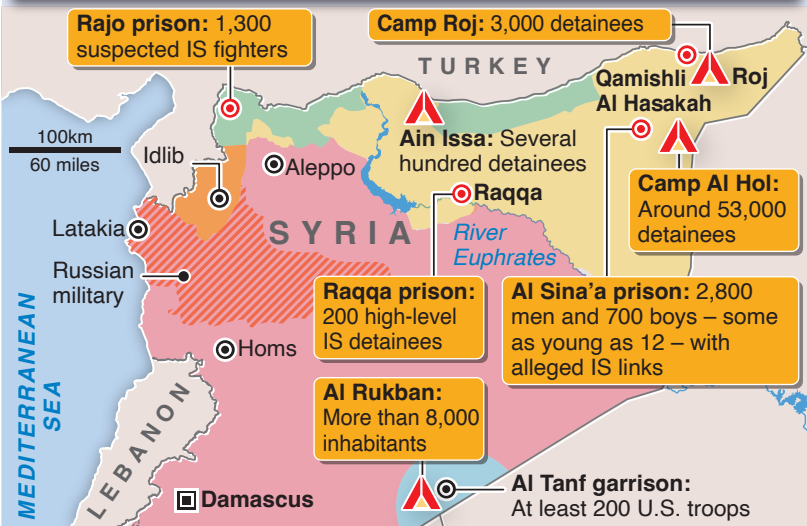 Rajo prison: 1,300
suspected IS fighters
Camp Roj: 3,000 detainees
TURKEY
Qamishli
Roj
Al Hasakah
100km
60 miles
Idlib
Aleppo
Ain Issa: Several
hundred detainees
Camp Al Hol:
Around 53,000
detainees
Raqqa
Latakia
SYRIA
River
Euphrates
Russian
military
Raqqa prison:
200 high-level
IS detainees
Al Sina'a prison: 2,800
men and 700 boys – some
as young as 12 – with
alleged IS links
MEDITERRANEAN
SEA
Homs
LEBANON
Al Rukban:
More than 8,000
inhabitants
Damascus
Al Tanf garrison:
At least 200 U.S. troops